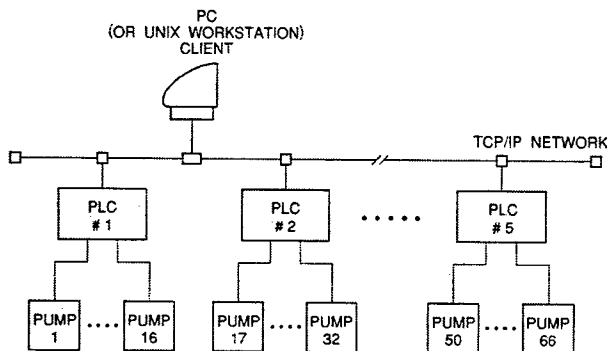 PC
(OR UNIX WORKSTATION)
CLIENT
TCP/IP NETWORK
PLC
# 1
PLC
# 2
PLC
# 5
PUMP
1
PUMP
16
PUMP
17
PUMP
32
PUMP
50
PUMP
66